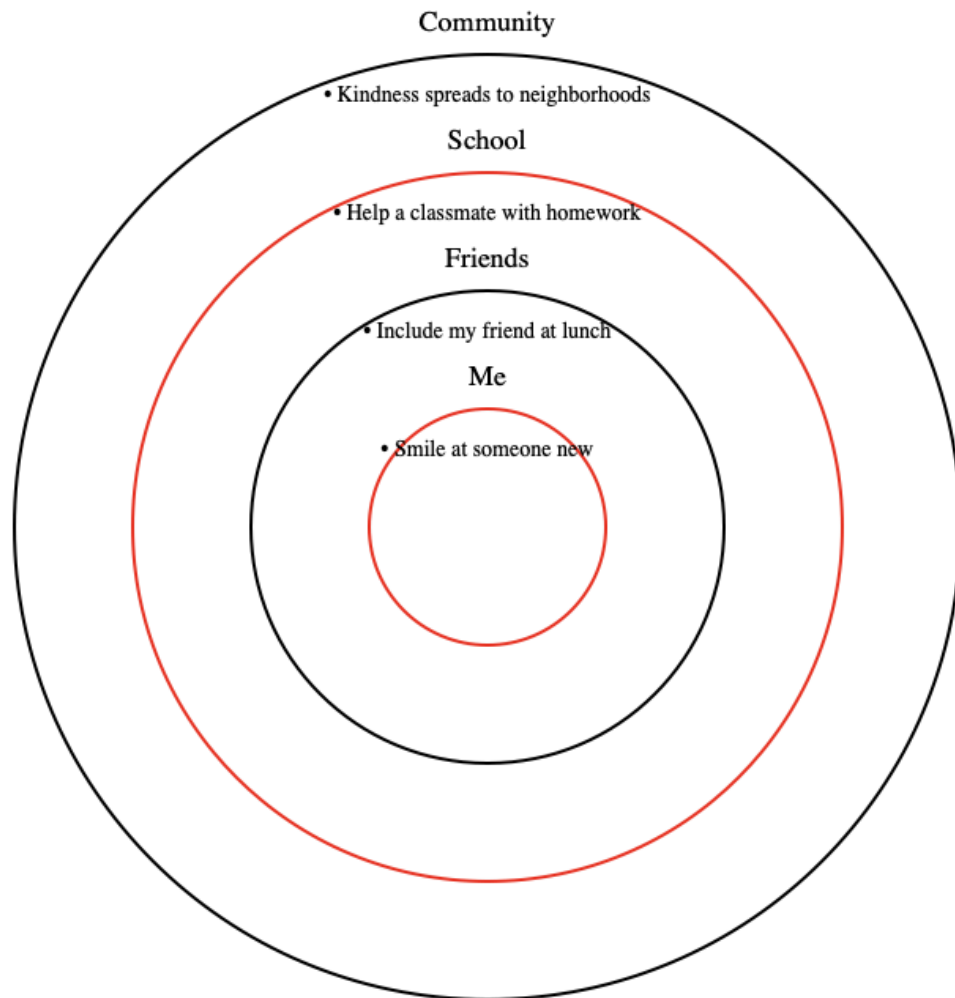 Community
• Kindness spreads to neighborhoods
School
• Help a classmate with homework
Friends
• Include my friend at lunch
Me
• Smile at someone new